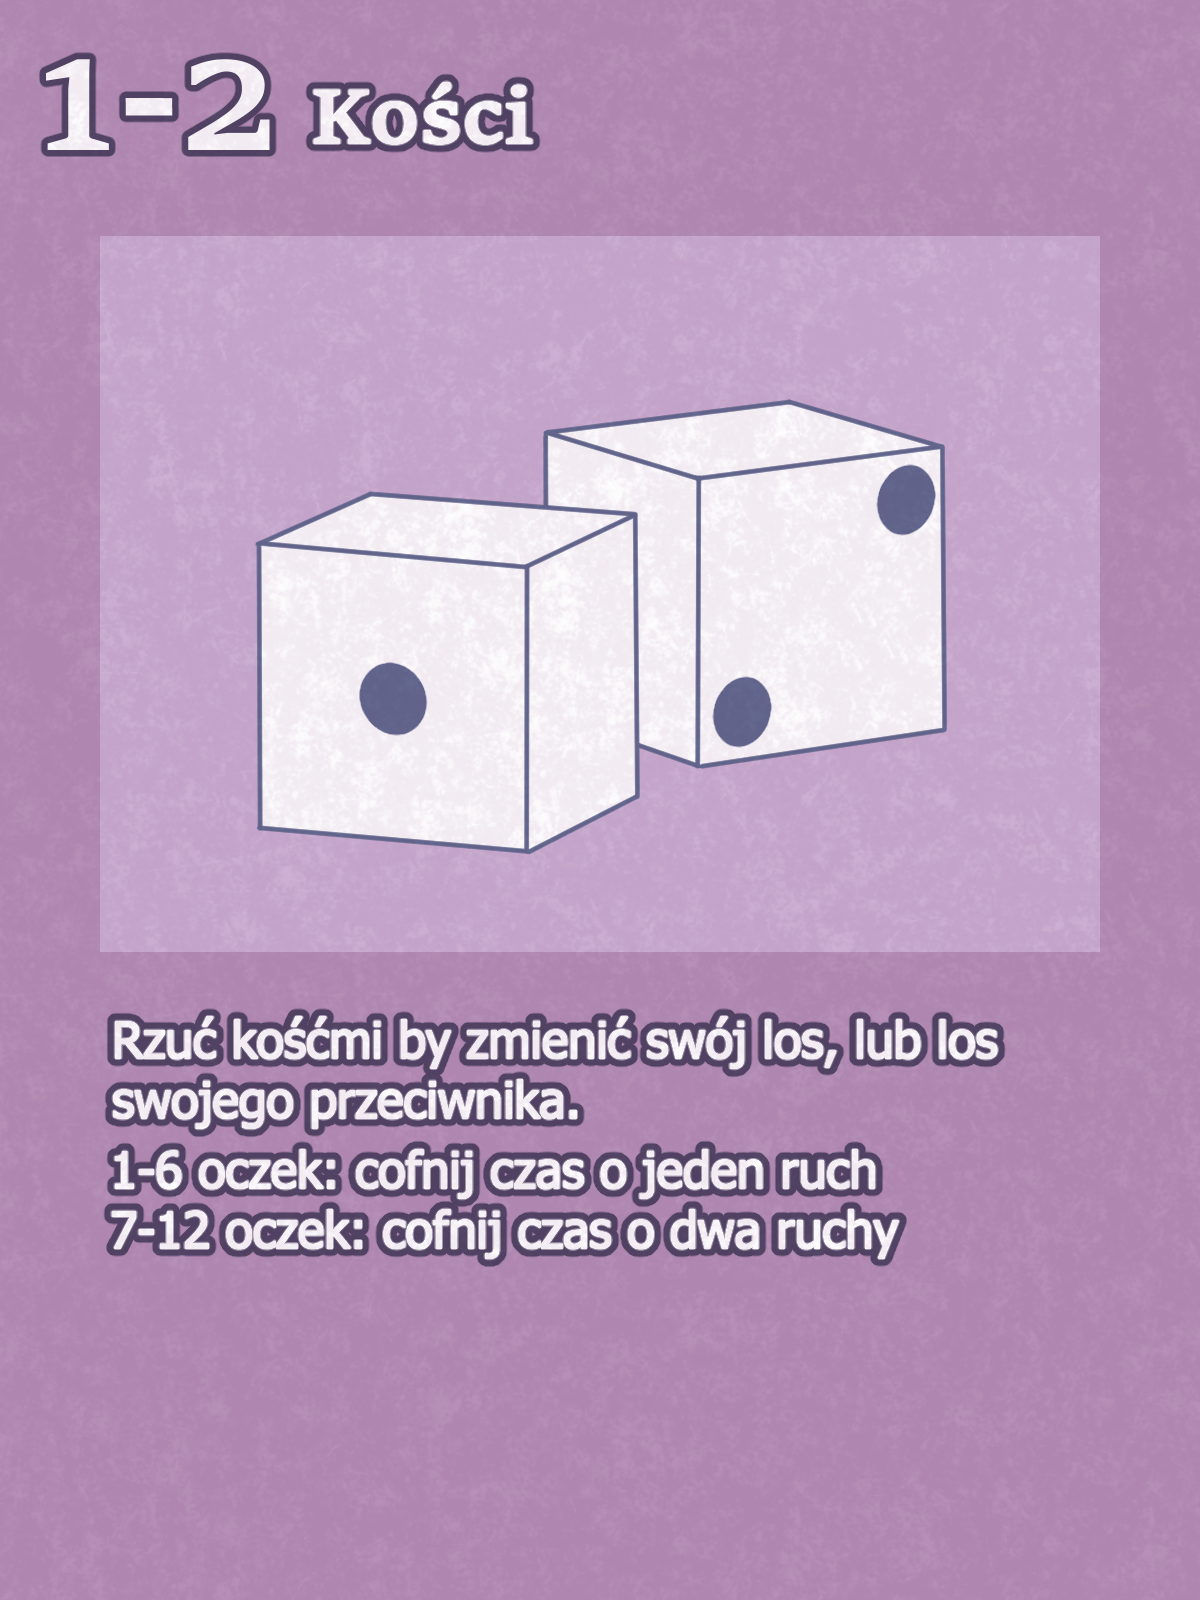 1-2 Kości
Rzuć kośćmi by zmienić swój los, lub los
swojego przeciwnika.
1-6 oczek: cofnij czas o jeden ruch
7-12 oczek: cofnij czas o dwa ruchy